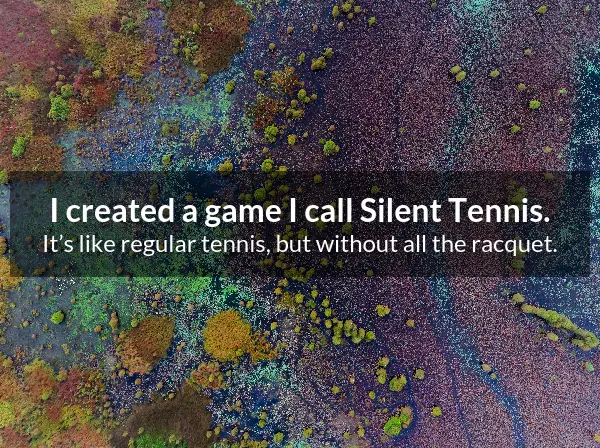 I created a game I call Silent Tennis.
It’s like regular tennis, but without all the racquet.